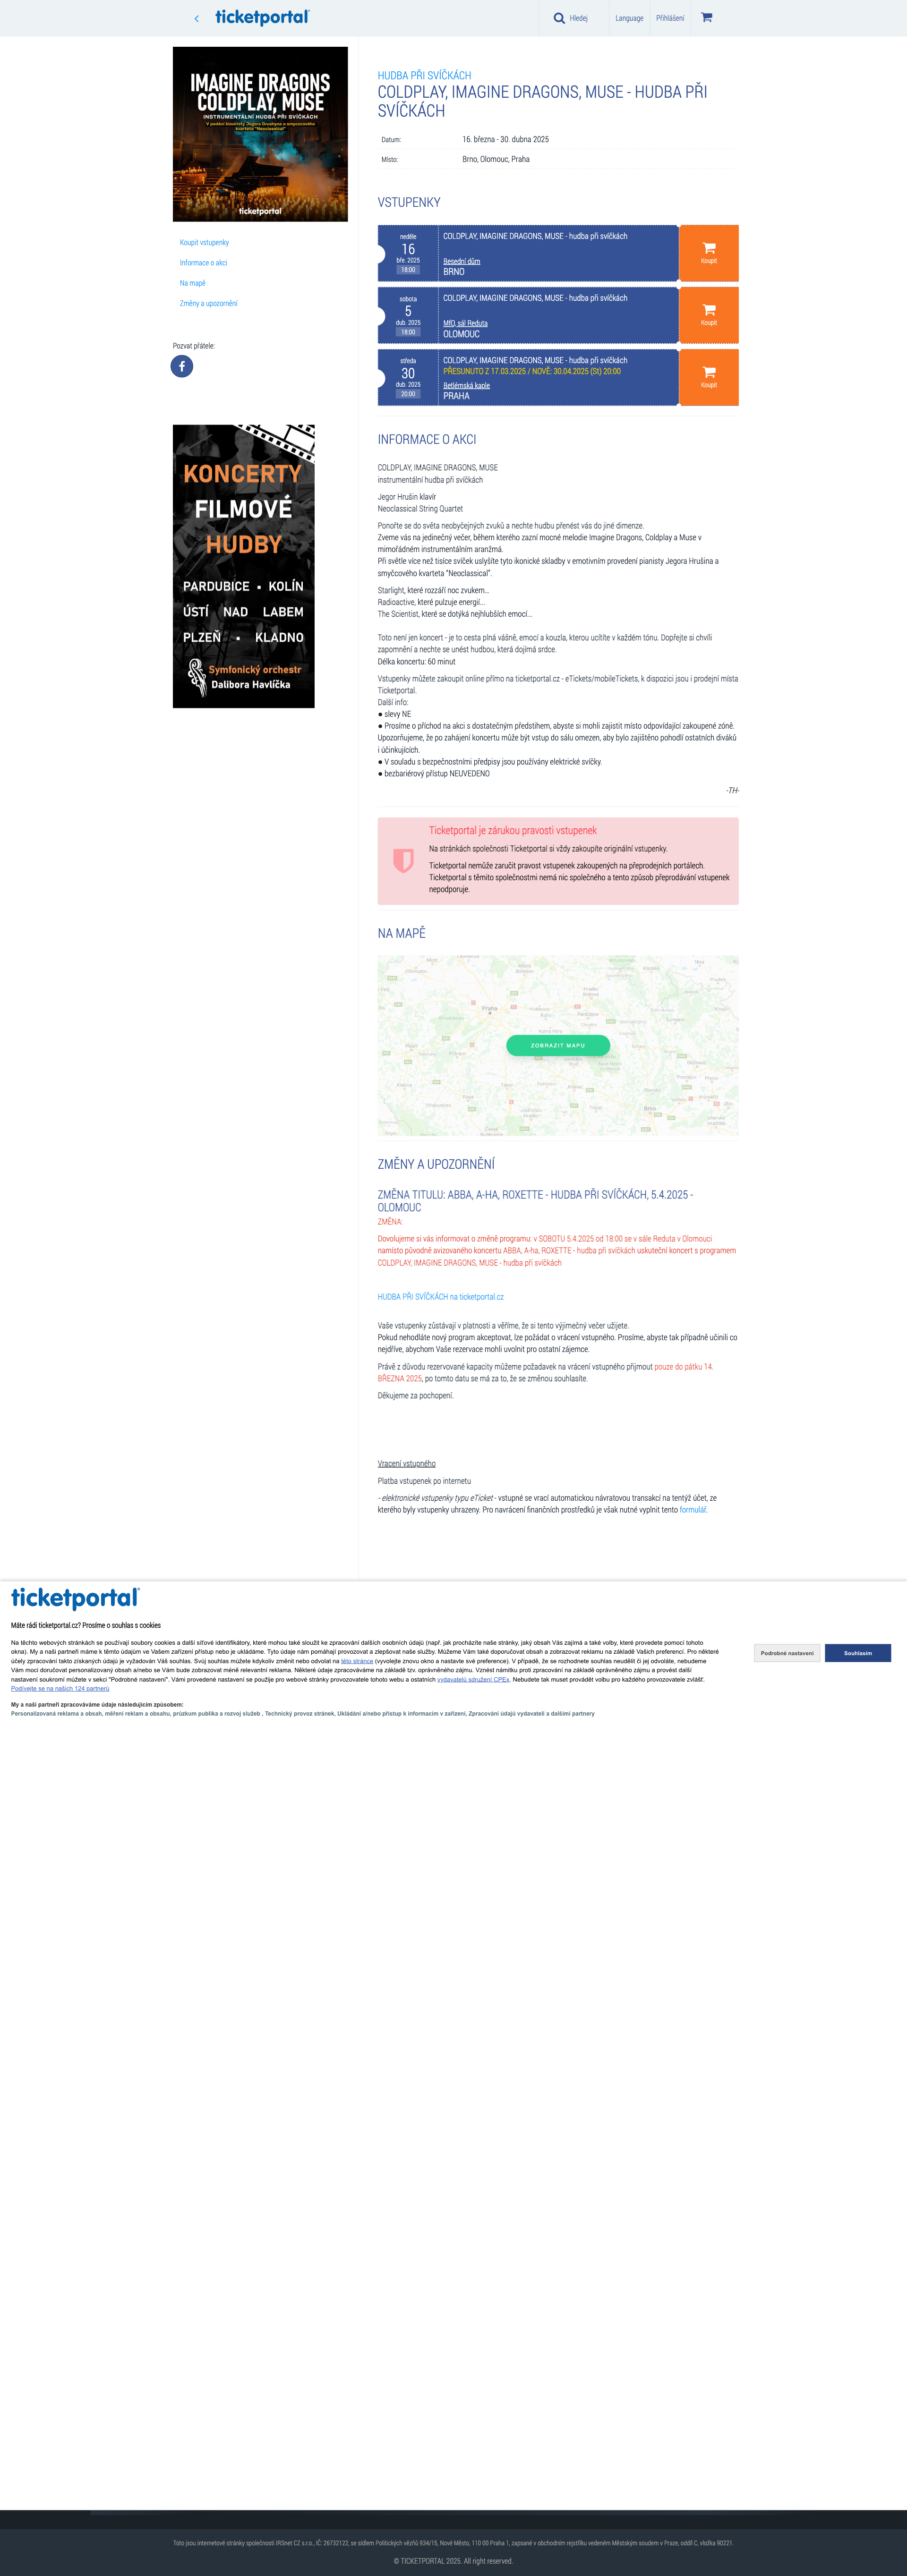 ticketportal
Hledej
Language
Přihlášení
IMAGINE DRAGONS
COLDPLAY, MUSE
INSTRUMENTÁLNÍ HUDBA PŘI SVÍČKÁCH
V podání klavíristy Jegora Hrushyna a smyccoveho
kvarteta "Neoclassical"
ticketportal
Koupit vstupenky
Informace o akci
Na mapě
Změny a upozornění
Pozvat přátele:
KONCERTY
FILMOVÉ
HUDBY
PARDUBICE • KOLÍN
ÚSTÍ NAD LABEM
PLZEŇ • KLADNO
Symfonický orchestr
Dalibora Havlíčka
HUDBA PŘI SVÍČKÁCH
COLDPLAY, IMAGINE DRAGONS, MUSE - HUDBA PŘI
SVÍČKÁCH
Datum: 16. března - 30. dubna 2025
Místo: Brno, Olomouc, Praha
VSTUPENKY
neděle
16
bře. 2025
18:00
COLDPLAY, IMAGINE DRAGONS, MUSE - hudba při svíčkách
Besední dům
BRNO
Koupit
sobota
5
dub. 2025
18:00
COLDPLAY, IMAGINE DRAGONS, MUSE - hudba při svíčkách
MfO, sál Reduta
OLOMOUC
Koupit
středa
30
dub. 2025
20:00
COLDPLAY, IMAGINE DRAGONS, MUSE - hudba při svíčkách
PŘESUNUTO Z 17.03.2025 / NOVĚ: 30.04.2025 (St) 20:00
Betlémská kaple
PRAHA
Koupit
INFORMACE O AKCI
COLDPLAY, IMAGINE DRAGONS, MUSE
instrumentální hudba při svíčkách
Jegor Hrušin klavír
Neoclassical String Quartet
Ponořte se do světa neobyčejných zvuků a nechte hudbu přenést vás do jiné dimenze.
Zveme vás na jedinečný večer, během kterého zazní mocné melodie Imagine Dragons, Coldplay a Muse v
mimořádném instrumentálním aranžmá.
Při světle více než tisíce svíček uslyšíte tyto ikonické skladby v emotivním provedení pianisty Jegora Hrušina a
smyčcového kvarteta “Neoclassical”.
Starlight, které rozzáří noc zvukem...
Radioactive, které pulzuje energií...
The Scientist, které se dotýká nejhlubších emocí...
Toto není jen koncert - je to cesta plná vášně, emocí a kouzla, kterou ucítíte v každém tónu. Dopřejte si chvíli
zapomnění a nechte se unést hudbou, která dojímá srdce.
Délka koncertu: 60 minut
Vstupenky můžete zakoupit online přímo na ticketportal.cz - eTickets/mobileTickets, k dispozici jsou i prodejní místa
Ticketportal.
Další info:
● slevy NE
● Prosíme o příchod na akci s dostatečným předstihem, abyste si mohli zajistit místo odpovídající zakoupené zóně.
Upozorňujeme, že po zahájení koncertu může být vstup do sálu omezen, aby bylo zajištěno pohodlí ostatních diváků
i účinkujících.
● V souladu s bezpečnostními předpisy jsou používány elektrické svíčky.
● bezbariérový přístup NEUVEDENO
-TH-
Ticketportal je zárukou pravosti vstupenek
Na stránkách společnosti Ticketportal si vždy zakoupíte originální vstupenky.
Ticketportal nemůže zaručit pravost vstupenek zakoupených na přeprodejních portálech.
Ticketportal s těmito společnostmi nemá nic společného a tento způsob přeprodávání vstupenek
nepodporuje.
NA MAPĚ
Praha
Brno
ZOBRAZIT MAPU
ZMĚNY A UPOZORNĚNÍ
ZMĚNA TITULU: ABBA, A-HA, ROXETTE - HUDBA PŘI SVÍČKÁCH, 5.4.2025 -
OLOMOUC
ZMĚNA:
Dovolujeme si vás informovat o změně programu: v SOBOTU 5.4.2025 od 18:00 se v sále Reduta v Olomouci
namísto původně avizovaného koncertu ABBA, A-ha, ROXETTE - hudba při svíčkách uskuteční koncert s programem
COLDPLAY, IMAGINE DRAGONS, MUSE - hudba při svíčkách
HUDBA PŘI SVÍČKÁCH na ticketportal.cz
Vaše vstupenky zůstávají v platnosti a věříme, že si tento výjimečný večer užijete.
Pokud nehodláte nový program akceptovat, lze požádat o vrácení vstupného. Prosíme, abyste tak případně učinili co
nejdříve, abychom Vaše rezervace mohli uvolnit pro ostatní zájemce.
Právě z důvodu rezervované kapacity můžeme požadavek na vrácení vstupného přijmout pouze do pátku 14.
BŘEZNA 2025, po tomto datu se má za to, že se změnou souhlasíte.
Děkujeme za pochopení.
Vracení vstupného
Platba vstupenek po internetu
- elektronické vstupenky typu eTicket - vstupné se vrací automatickou návratovou transakcí na tentýž účet, ze
kterého byly vstupenky uhrazeny. Pro navrácení finančních prostředků je však nutné vyplnit tento formulář.
ticketportal
Máte rádi ticketportal.cz? Prosíme o souhlas s cookies
Na těchto webových stránkách se používají soubory cookies a další síťové identifikátory, které mohou také sloužit ke zpracování dalších osobních údajů (např. jak procházíte naše stránky, jaký obsah Vás zajímá a také volby, které provedete pomocí tohoto
okna). My a naši partneři máme k těmto údajům ve Vašem zařízení přístup nebo je ukládáme. Tyto údaje nám pomáhají provozovat a zlepšovat naše služby. Můžeme Vám také doporučovat obsah a zobrazovat reklamu na základě Vašich preferencí. Pro některé
účely zpracování takto získaných údajů je vyžadován Váš souhlas. Svůj souhlas můžete kdykoliv změnit nebo odvolat na této stránce (vyvolejte znovu okno a nastavte své preference). V případě, že se rozhodnete souhlas neudělit či jej odvoláte, nebudeme
Vám moci doručovat personalizovaný obsah a/nebo se Vám bude zobrazovat méně relevantní reklama. Některé údaje zpracováváme na základě tzv. oprávněného zájmu. Vznést námitku proti zpracování na základě oprávněného zájmu a provést další
nastavení soukromí můžete v sekci "Podrobné nastavení". Vámi provedené nastavení se použije pro webové stránky provozovatele tohoto webu a ostatních vydavatelů sdružení CPEx. Nebudete tak muset provádět volbu pro každého provozovatele zvlášť.
Podívejte se na našich 124 partnerů
My a naši partneři zpracováváme údaje následujícím způsobem:
Personalizovaná reklama a obsah, měření reklam a obsahu, průzkum publika a rozvoj služeb , Technický provoz stránek, Ukládání a/nebo přístup k informacím v zařízení, Zpracování údajů vydavateli a dalšími partnery
Podrobné nastavení
Souhlasím
Toto jsou internetové stránky společnosti IRSnet CZ s.r.o., IČ: 26732122, se sídlem Politických vězňů 934/15, Nové Město, 110 00 Praha 1, zapsané v obchodním rejstříku vedeném Městským soudem v Praze, oddíl C, vložka 90221.
© TICKETPORTAL 2025. All right reserved.